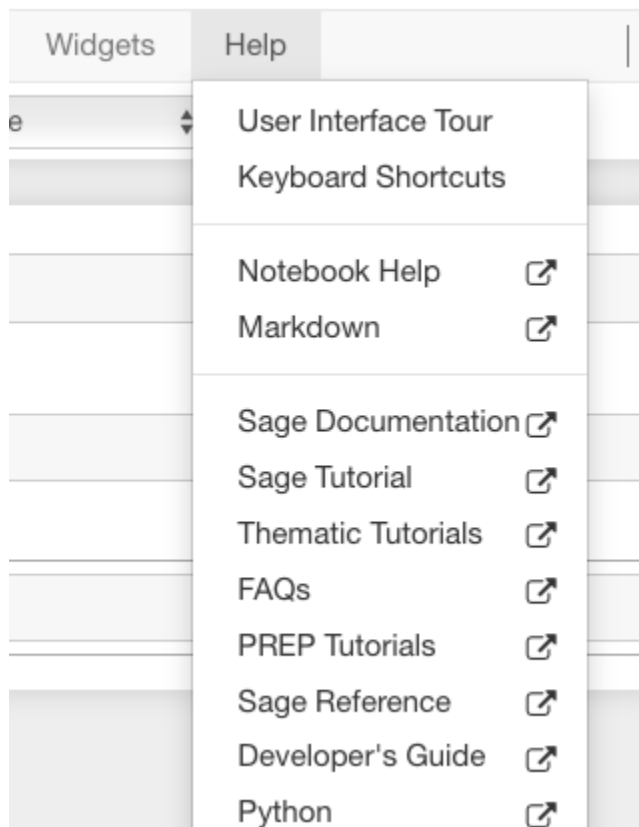 Widgets Help
e
User Interface Tour
Keyboard Shortcuts
Notebook Help
Markdown
Sage Documentation
Sage Tutorial
Thematic Tutorials
FAQs
PREP Tutorials
Sage Reference
Developer's Guide
Python